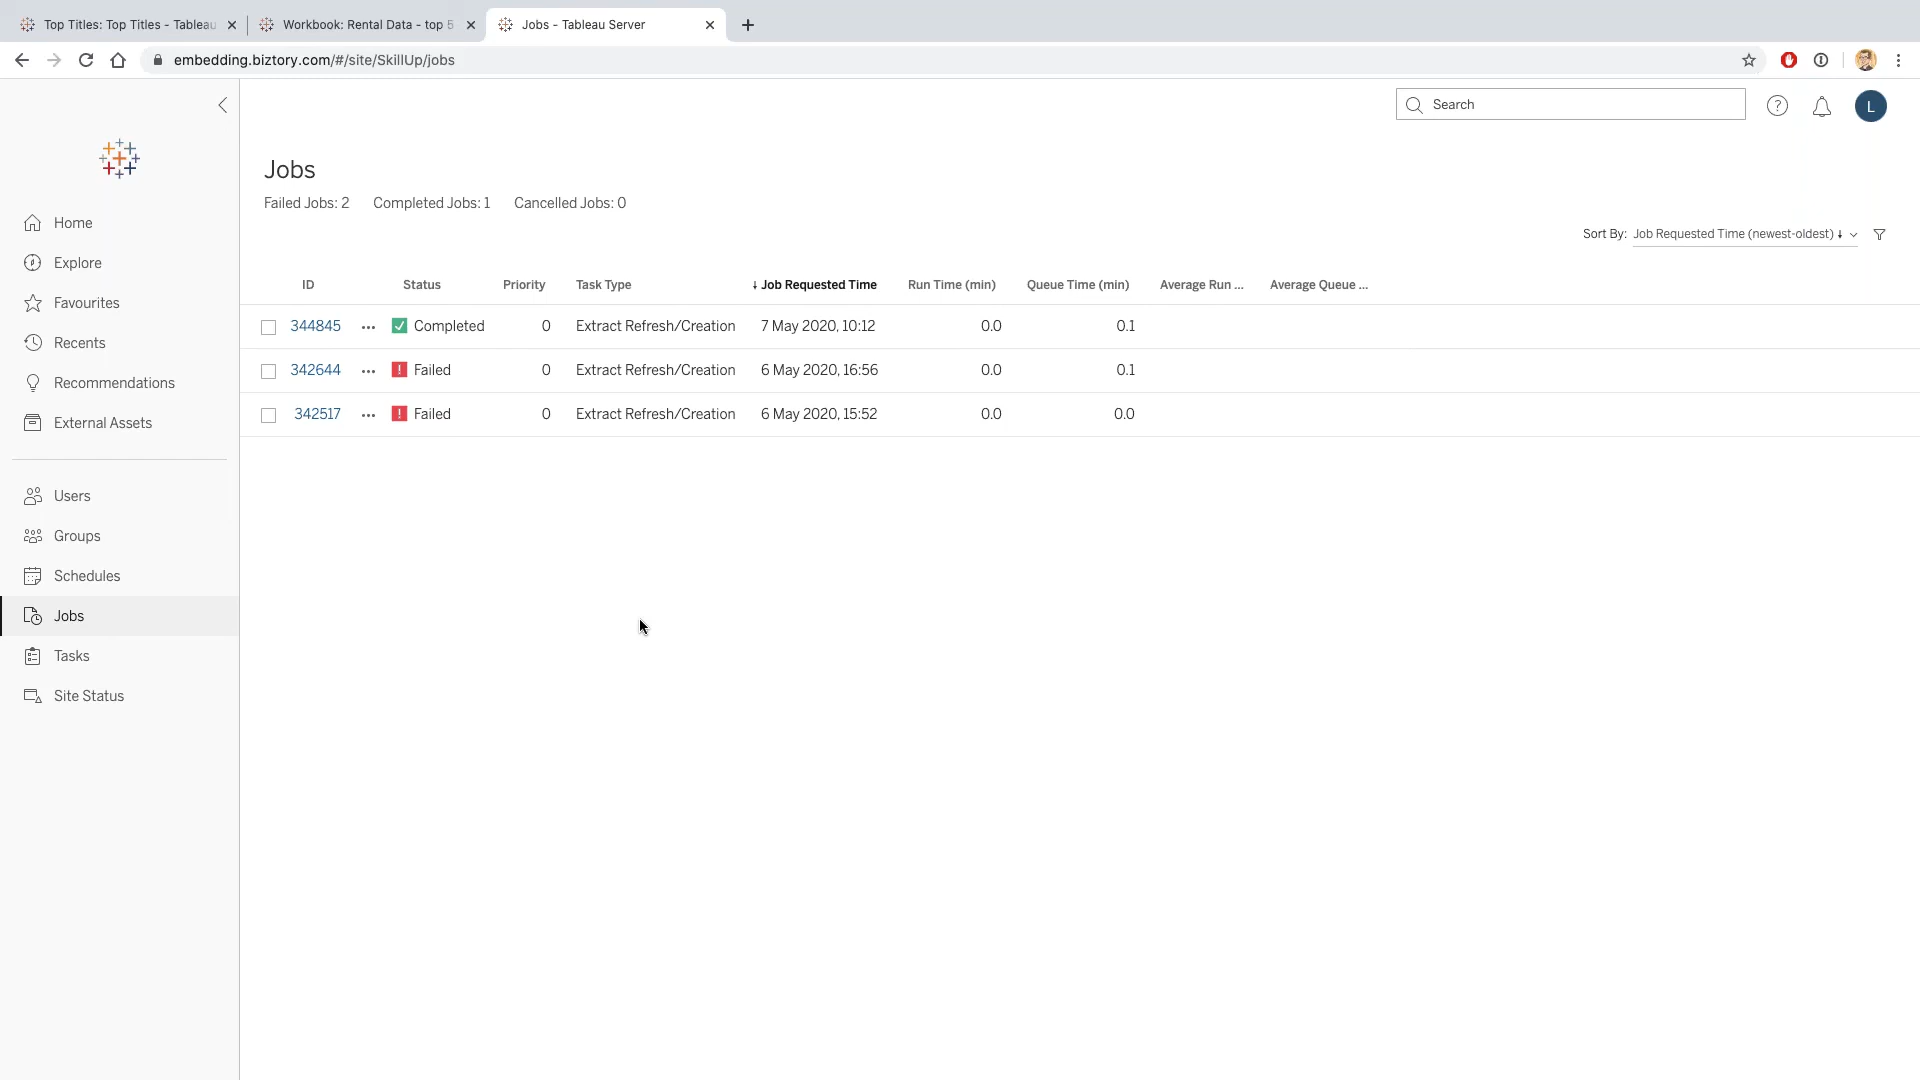 Top Titles: Top Titles - Tableau
Workbook: Rental Data - top 5
Jobs - Tableau Server
embedding.biztory.com/#/site/SkillUp/jobs
Search
?
L
Home
Explore
Favourites
Recents
Recommendations
External Assets
Users
Groups
Schedules
Jobs
Tasks
Site Status
Jobs
Failed Jobs: 2 Completed Jobs: 1 Cancelled Jobs: 0
Sort By: Job Requested Time (newest-oldest) ↓
ID Status Priority Task Type ↓ Job Requested Time Run Time (min) Queue Time (min) Average Run ... Average Queue ...
344845 ... Completed 0 Extract Refresh/Creation 7 May 2020, 10:12 0.0 0.1
342644 ... ! Failed 0 Extract Refresh/Creation 6 May 2020, 16:56 0.0 0.1
342517 ... ! Failed 0 Extract Refresh/Creation 6 May 2020, 15:52 0.0 0.0